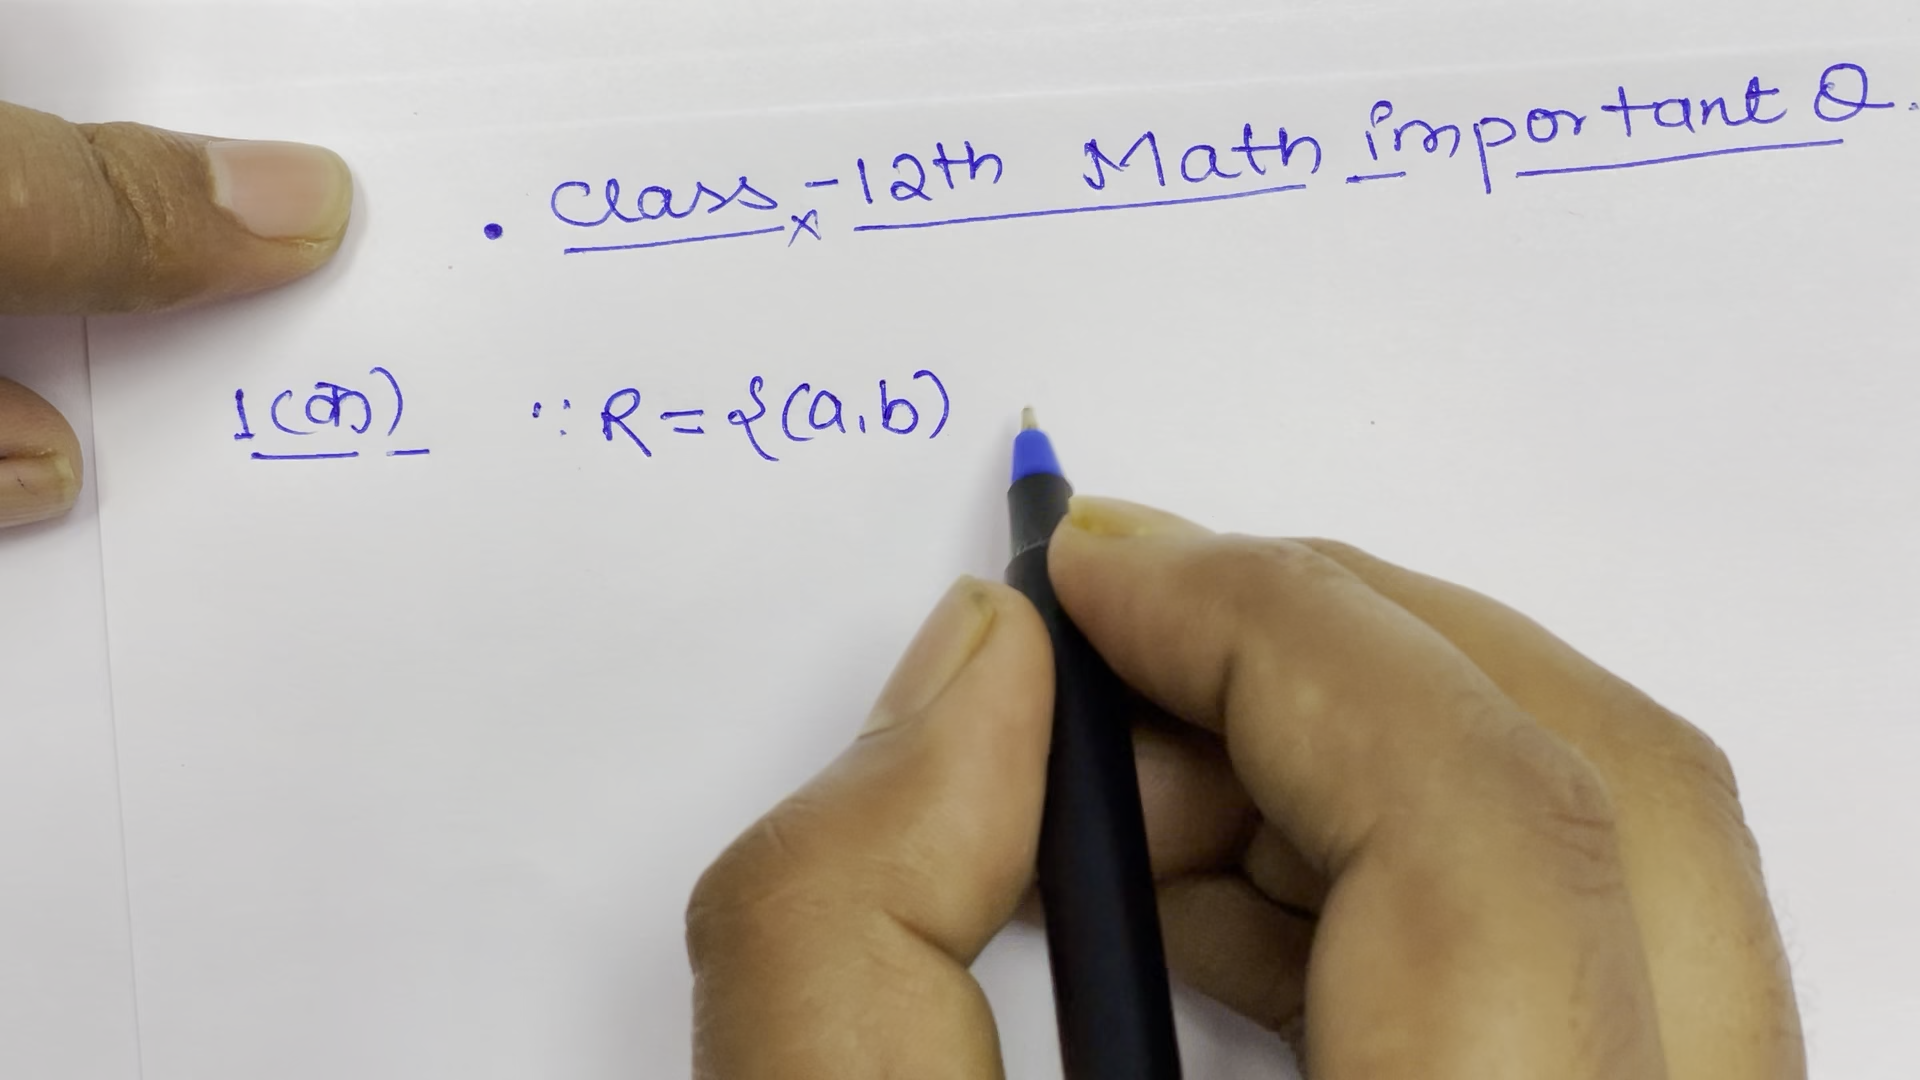 • Class -12th Math important Q.
x
1(अ) ∵ R = {(a,b)